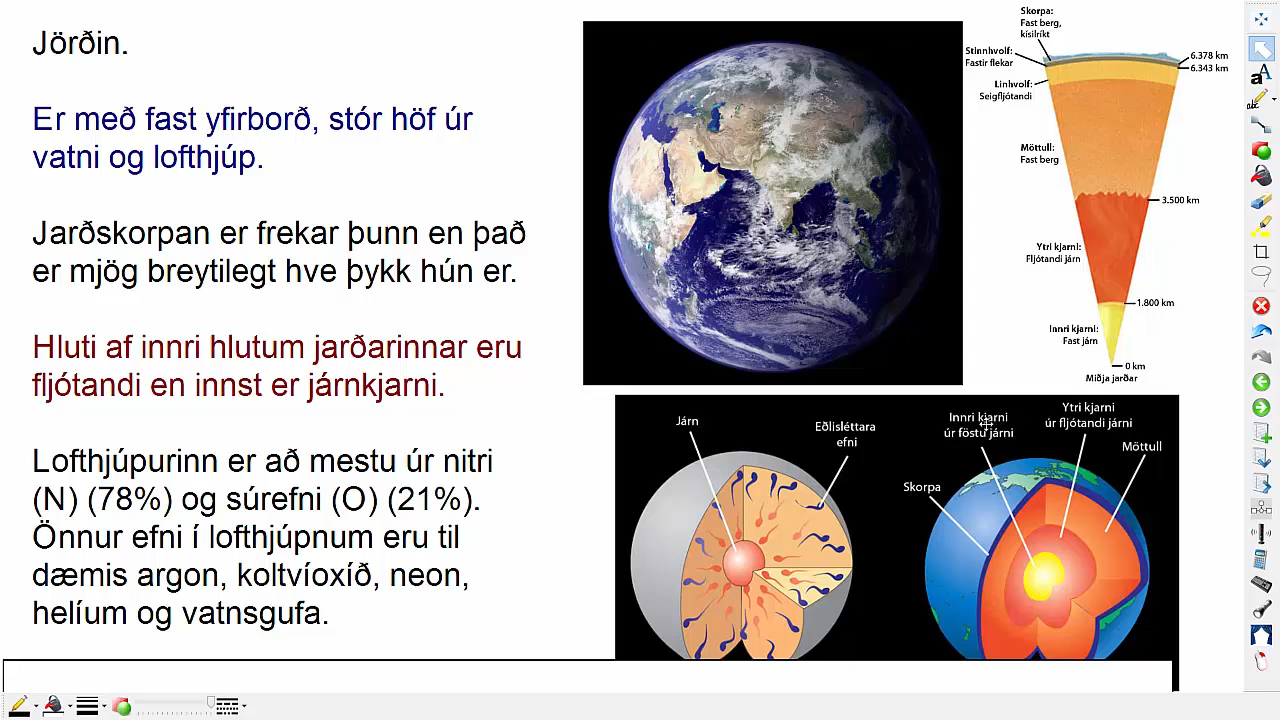 Jörðin.
Er með fast yfirborð, stór höf úr
vatni og lofthjúp.
Jarðskorpan er frekar þunn en það
er mjög breytilegt hve þykk hún er.
Hluti af innri hlutum jarðarinnar eru
fljótandi en innst er járnkjarni.
Lofthjúpurinn er að mestu úr nitri
(N) (78%) og súrefni (O) (21%).
Önnur efni í lofthjúpnum eru til
dæmis argon, koltvíoxíð, neon,
helíum og vatnsgufa.
Skorpa:
Fast berg,
kísilríkt
Stinnhvolf:
Fastir flekar
Linhvolf:
Seigfljótandi
Möttull:
Fast berg
Ytri kjarni:
Fljótandi járn
Innri kjarni:
Fast járn
6.378 km
6.343 km
3.500 km
1.800 km
0 km
Miðja jarðar
Járn
Eðlisléttara
efni
Innri kjarni
úr föstu járni
Ytri kjarni
úr fljótandi járni
Möttull
Skorpa